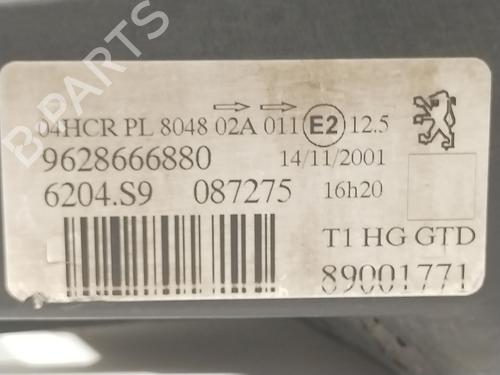 04HCR PL 8048 02A 011 E2 12.5
9628666880 14/11/2001
6204.S9 087275 16h20
T1 HG GTD
89001771
B-PARTS